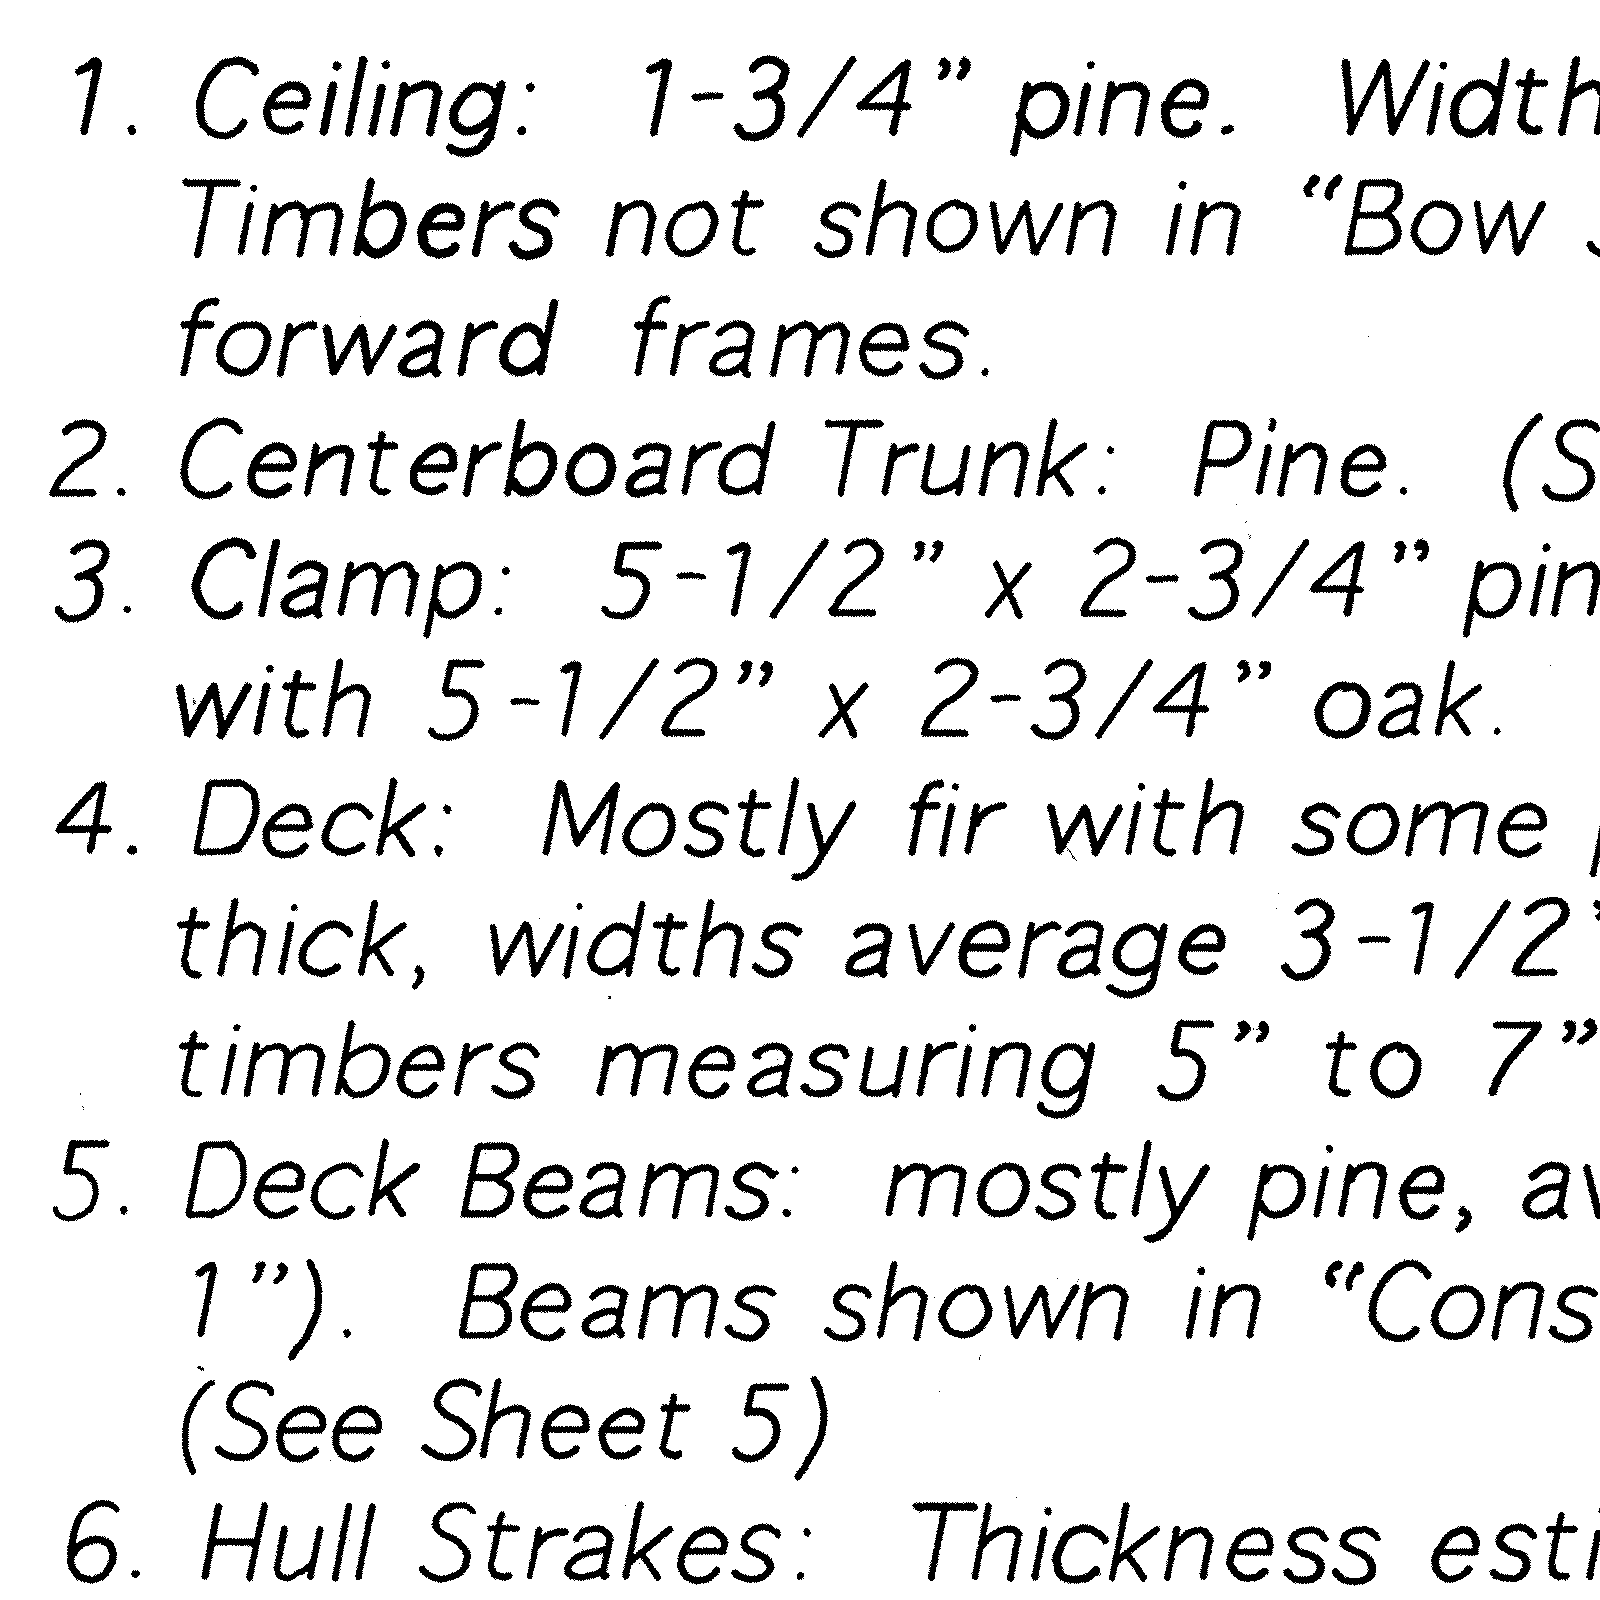 1. Ceiling: 1-3/4” pine. Width
Timbers not shown in “Bow
forward frames.
2. Centerboard Trunk: Pine. (S
3. Clamp: 5-1/2” x 2-3/4” pin
with 5-1/2” x 2-3/4” oak.
4. Deck: Mostly fir with some
thick, widths average 3-1/2”
timbers measuring 5” to 7”
5. Deck Beams: mostly pine, av
1”). Beams shown in “Cons
(See Sheet 5)
6. Hull Strakes: Thickness esti